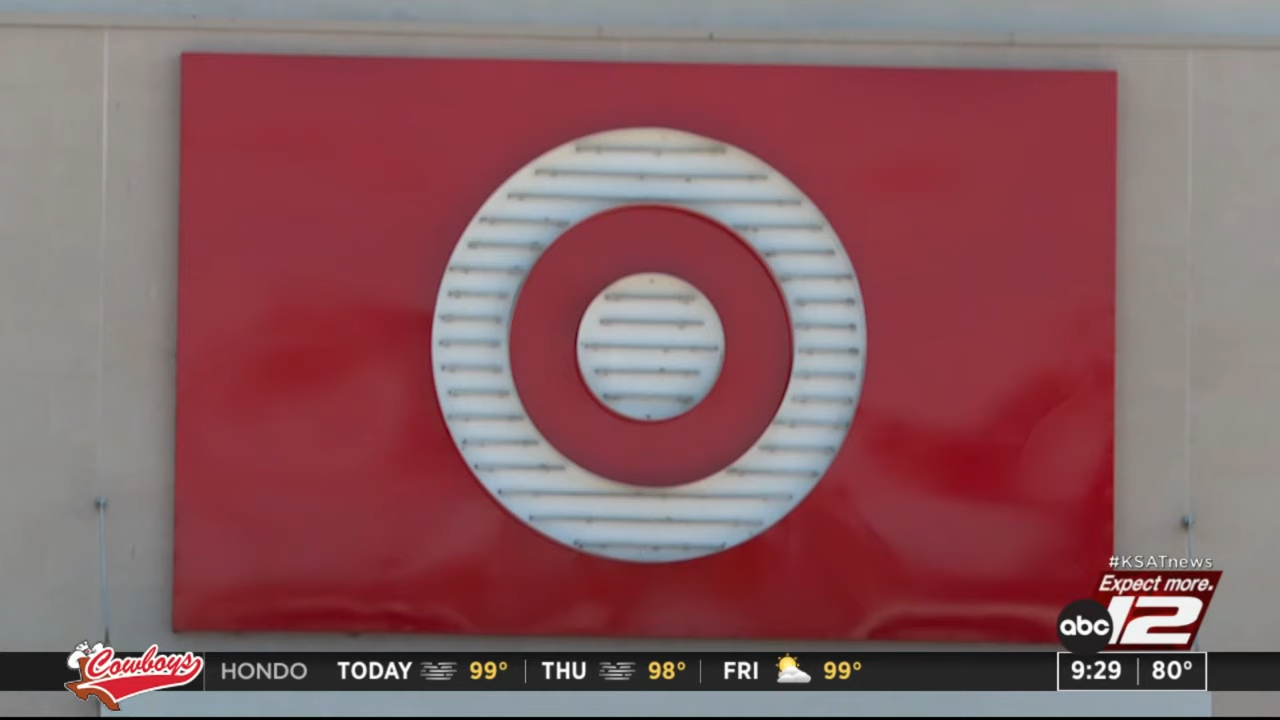 #KSATnews
Expect more.
abc 12
Cowboys HONDO TODAY 99° THU 98° FRI 99° 9:29 80°